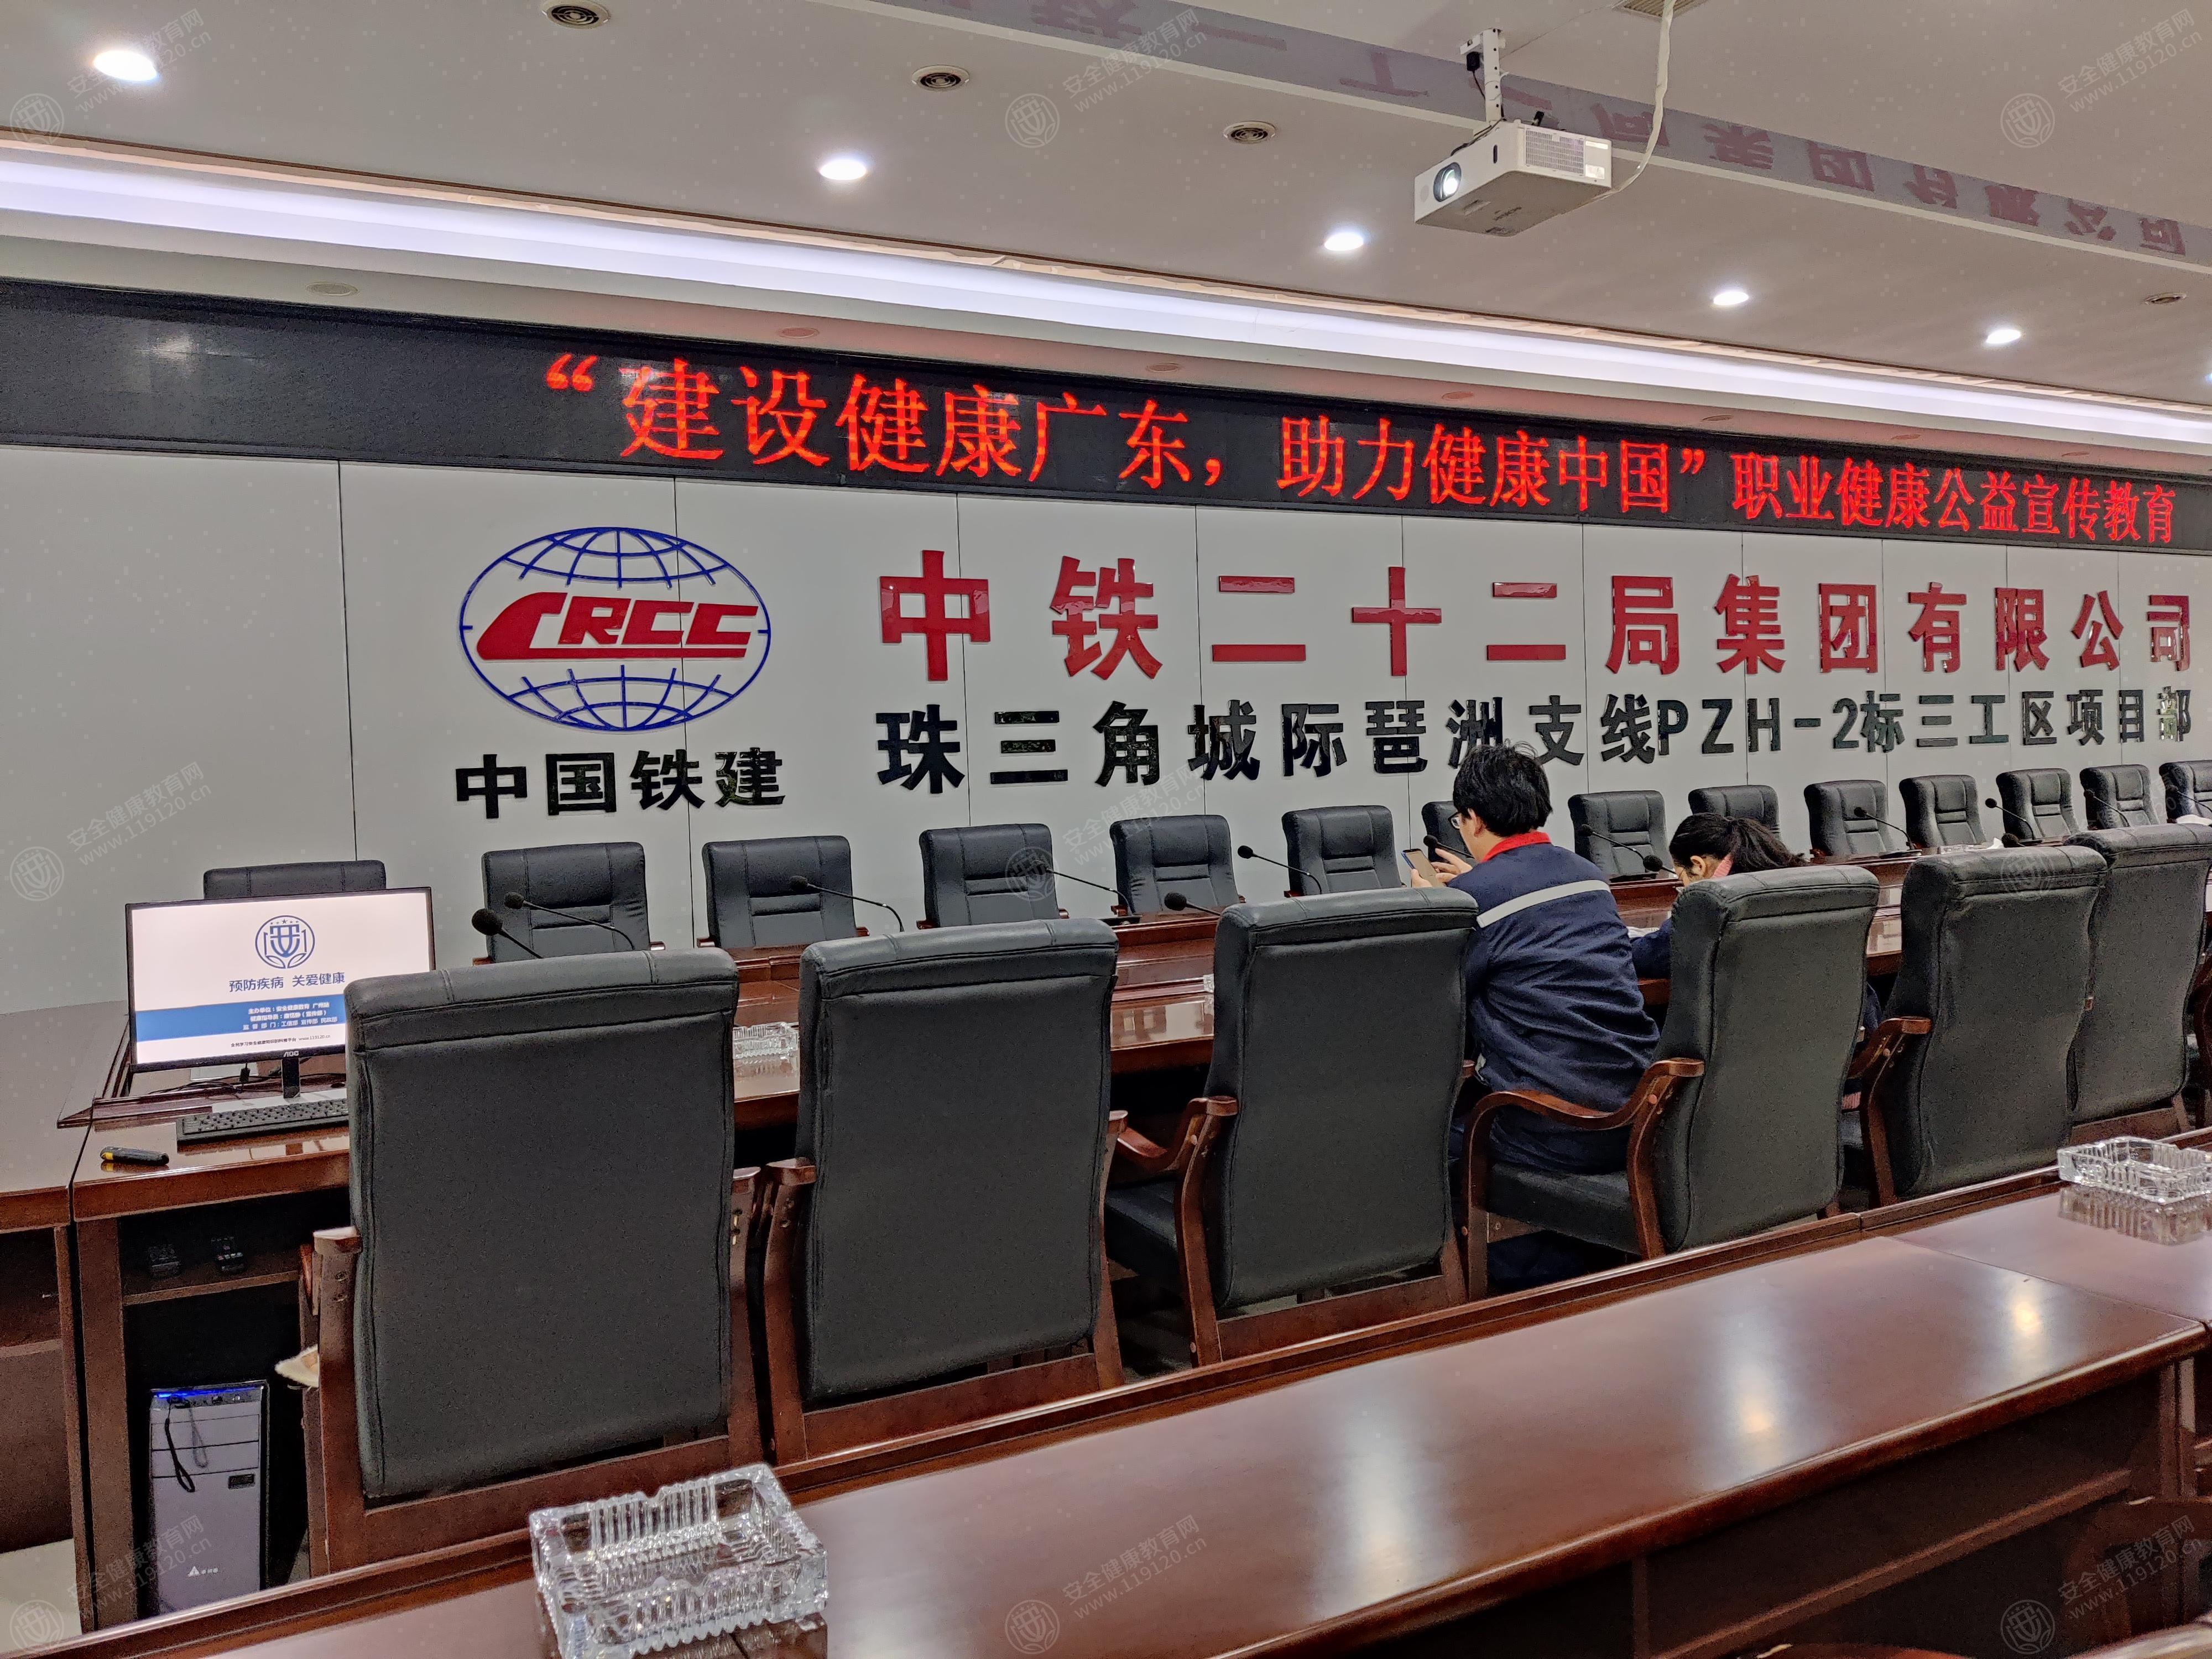 “建设健康广东，助力健康中国”职业健康公益宣传教育
CRCC
中国铁建
中铁二十二局集团有限公司
珠三角城际琶洲支线PZH-2标三工区项目部
预防疾病 关爱健康
AOC
安全健康教育网
www.119120.cn